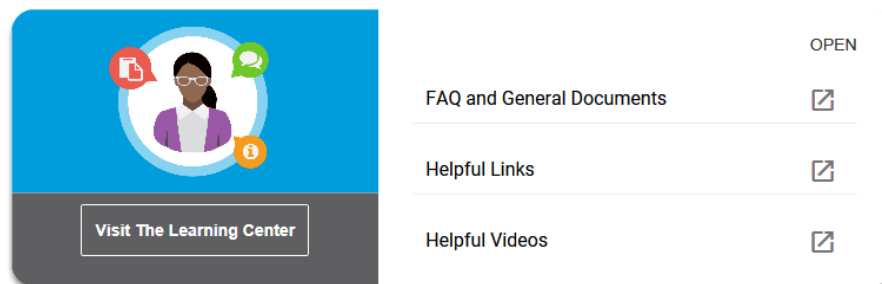 Visit The Learning Center
OPEN
FAQ and General Documents
Helpful Links
Helpful Videos